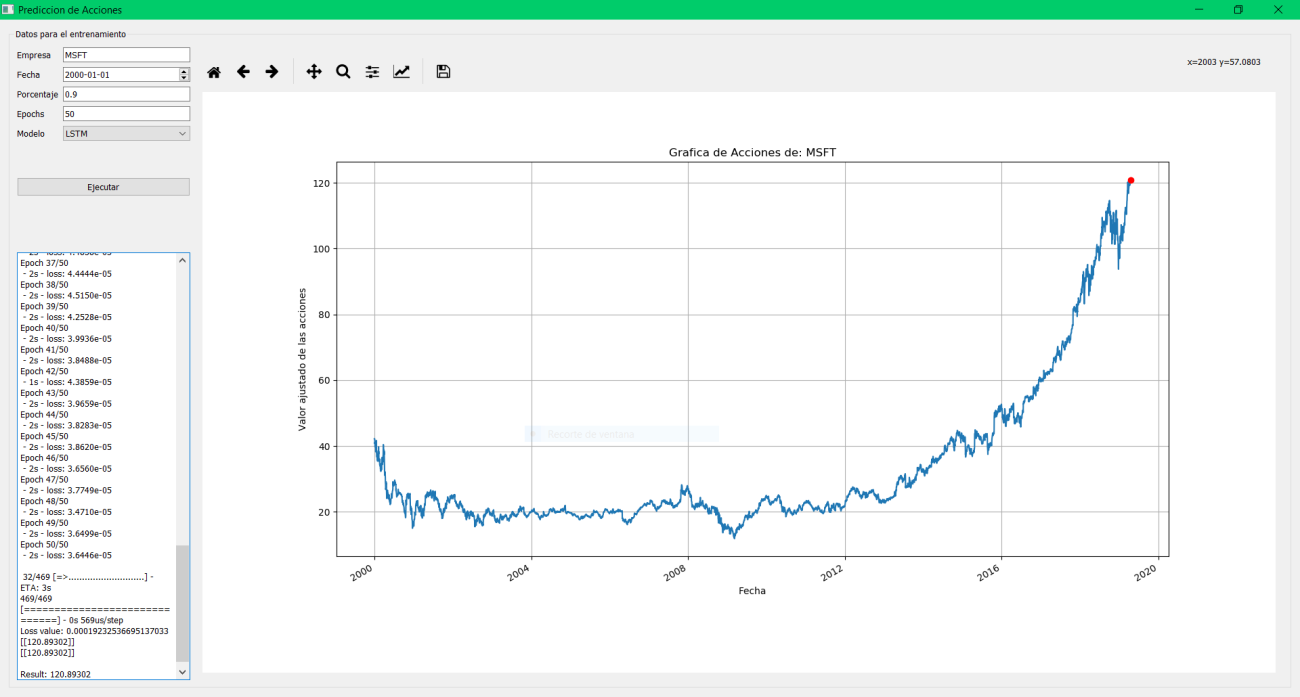 Prediccion de Acciones
Datos para el entrenamiento
Empresa MSFT
Fecha 2000-01-01
Porcentaje 0.9
Epochs 50
Modelo LSTM
Ejecutar
x=2003 y=57.0803
Epoch 37/50
- 2s - loss: 4.4444e-05
Epoch 38/50
- 2s - loss: 4.5150e-05
Epoch 39/50
- 2s - loss: 4.2528e-05
Epoch 40/50
- 2s - loss: 3.9936e-05
Epoch 41/50
- 2s - loss: 3.8488e-05
Epoch 42/50
- 1s - loss: 4.3859e-05
Epoch 43/50
- 2s - loss: 3.9659e-05
Epoch 44/50
- 2s - loss: 3.8283e-05
Epoch 45/50
- 2s - loss: 3.8620e-05
Epoch 46/50
- 2s - loss: 3.6560e-05
Epoch 47/50
- 2s - loss: 3.7749e-05
Epoch 48/50
- 2s - loss: 3.4710e-05
Epoch 49/50
- 2s - loss: 3.6499e-05
Epoch 50/50
- 2s - loss: 3.6446e-05
32/469 [=>............................] -
ETA: 3s
469/469
[==========================
======] - 0s 569us/step
Loss value: 0.00019232536695137033
[[120.89302]]
[[120.89302]]
Result: 120.89302
Grafica de Acciones de: MSFT
Valor ajustado de las acciones
120
100
80
60
40
20
Recorte de ventana
2000
2004
2008
2012
2016
2020
Fecha